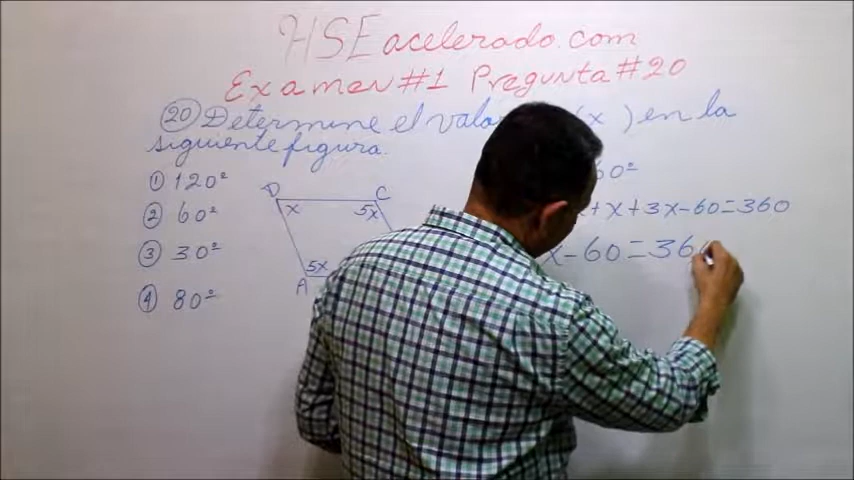 HSEacelerado.com
Examen #1 Pregunta #20
20 Determine el valor (x) en la
siguiente figura.
1 120°
2 60°
3 30°
4 80°
D C
x 5x
5x
A
60°
+x+3x-60=360
x-60=360